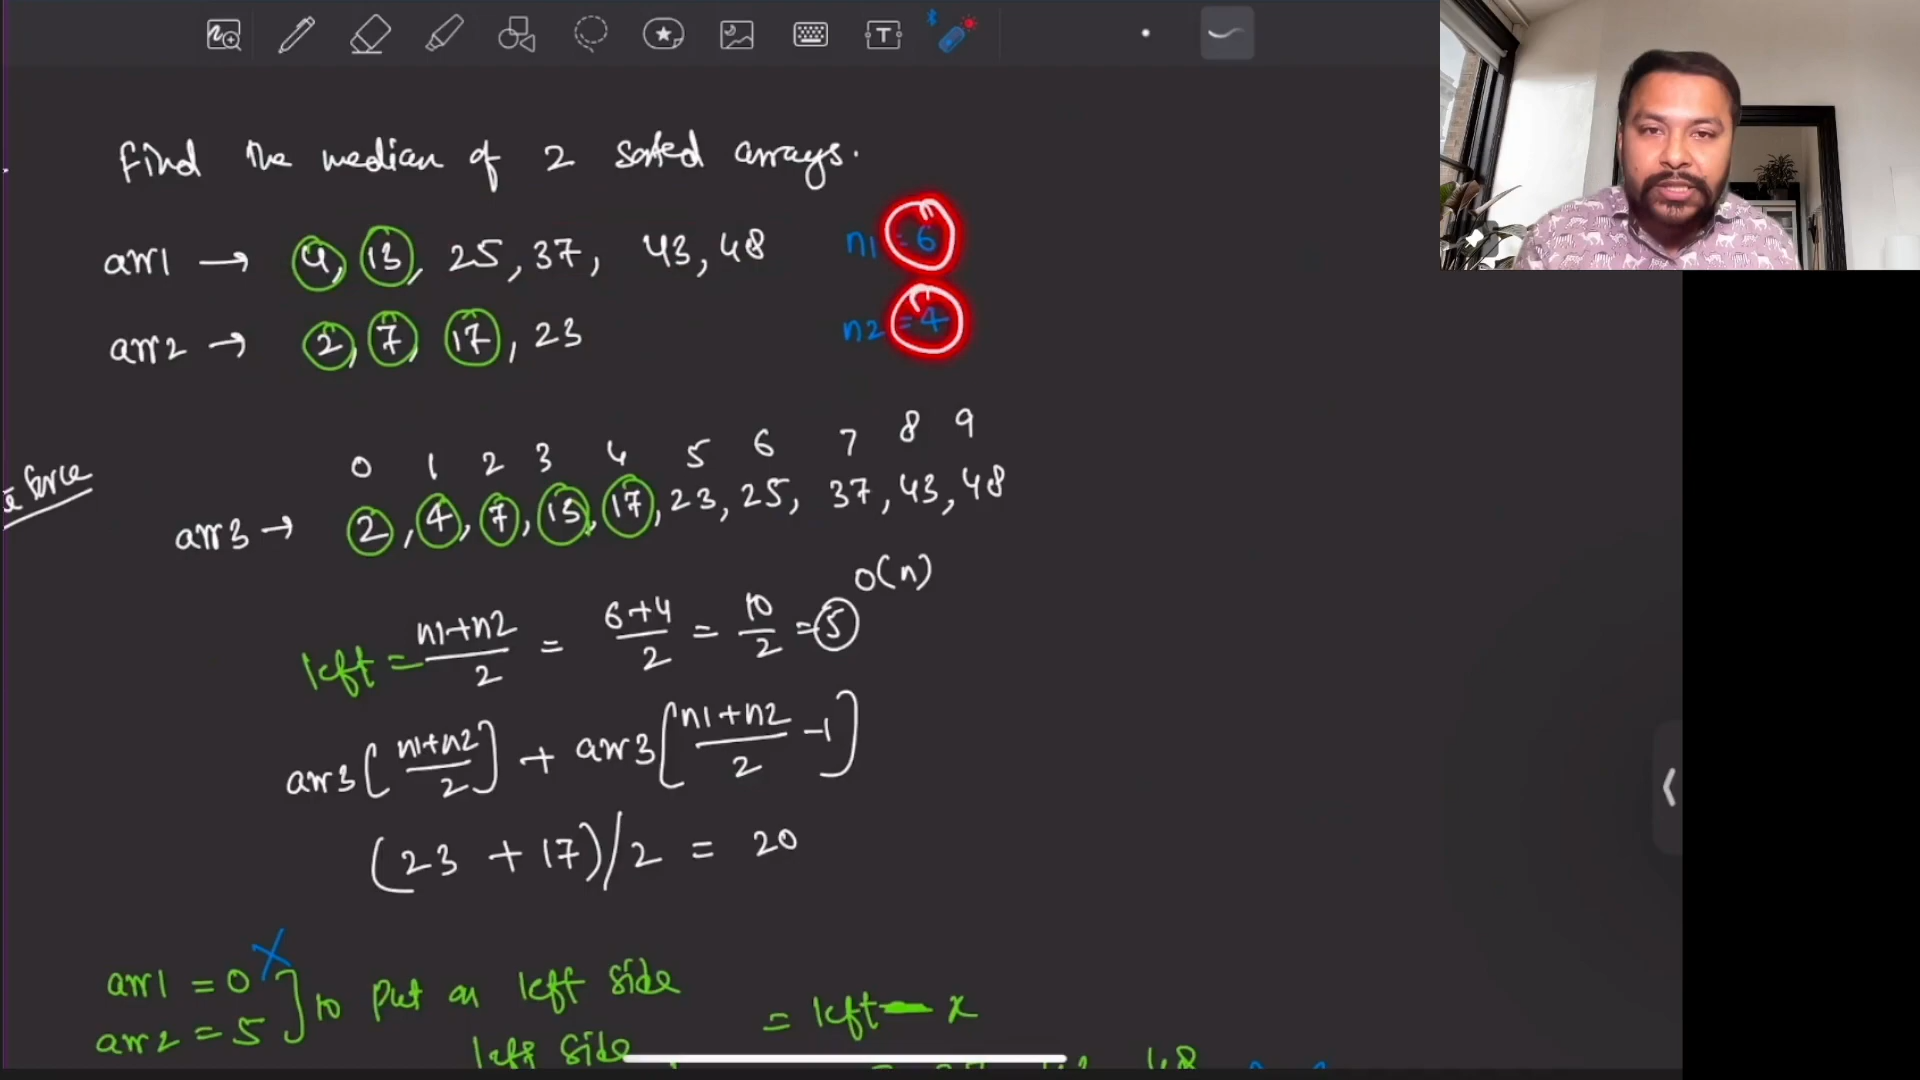 Find the median of 2 sorted arrays.
arr1 → 4, 13, 25, 37, 43, 48 n1 = 6
arr2 → 2, 7, 17, 23 n2 = 4
0 1 2 3 4 5 6 7 8 9
force
arr3 → 2, 4, 7, 13, 17, 23, 25, 37, 43, 48
O(n)
left = n1+n2/2 = 6+4/2 = 10/2 = 5
arr3[n1+n2/2] + arr3[n1+n2/2 -1]
(23 + 17)/2 = 20
arr1 = 0 X
arr2 = 5 ] to put on left side
= left - x
left side
48
T